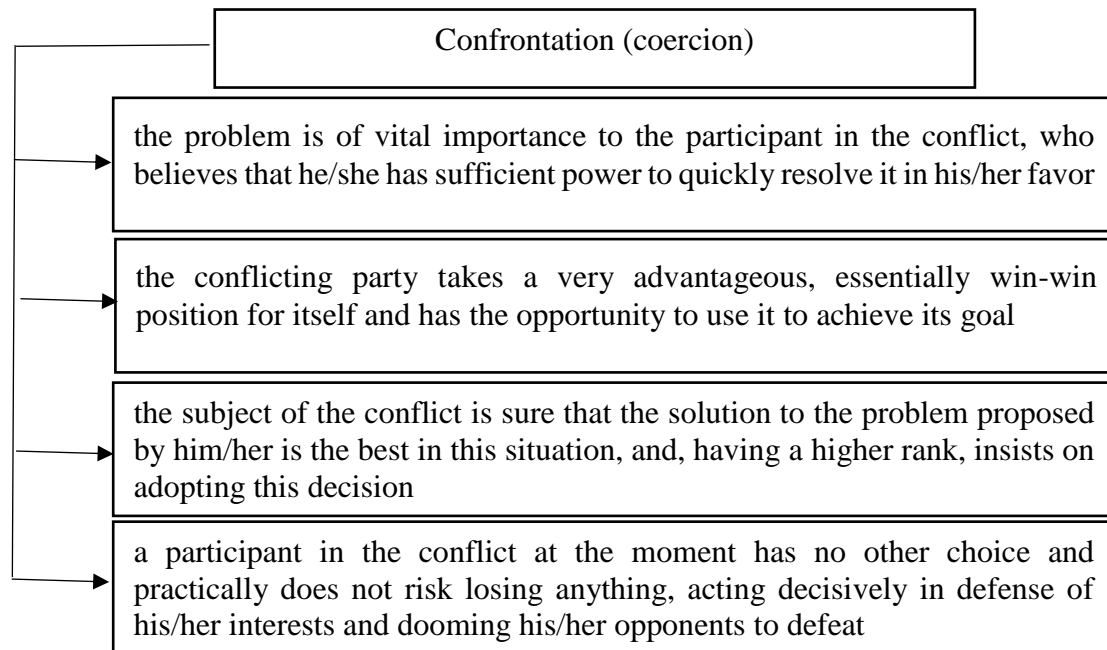 Confrontation (coercion)
the problem is of vital importance to the participant in the conflict, who
believes that he/she has sufficient power to quickly resolve it in his/her favor
the conflicting party takes a very advantageous, essentially win-win
position for itself and has the opportunity to use it to achieve its goal
the subject of the conflict is sure that the solution to the problem proposed
by him/her is the best in this situation, and, having a higher rank, insists on
adopting this decision
a participant in the conflict at the moment has no other choice and
practically does not risk losing anything, acting decisively in defense of
his/her interests and dooming his/her opponents to defeat